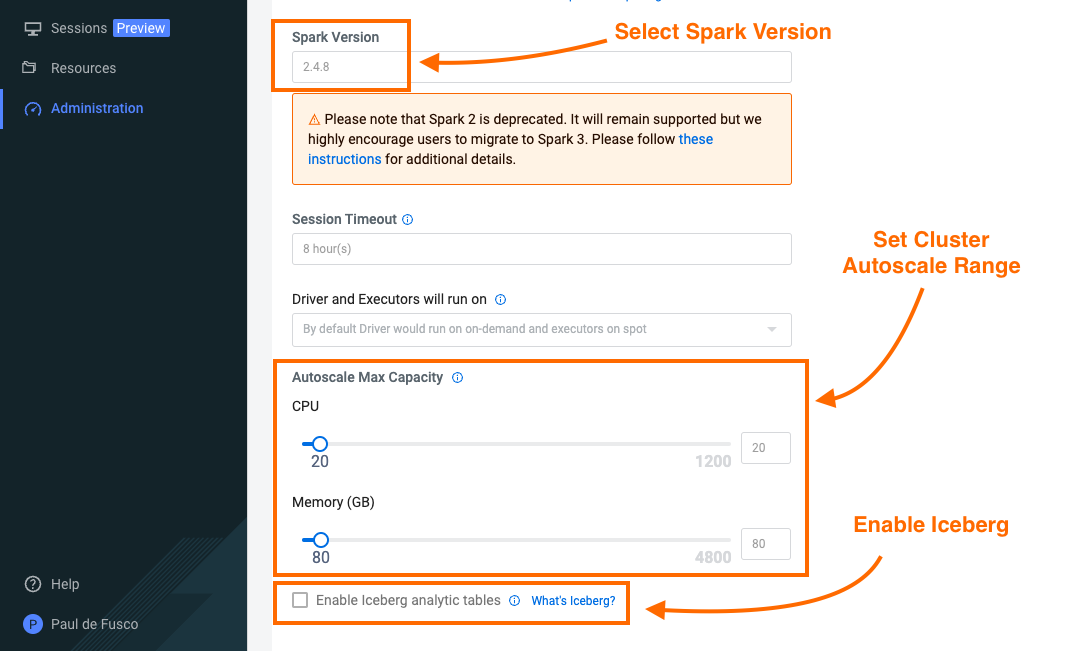 Sessions Preview
Resources
Administration
Help
P Paul de Fusco
Spark Version
2.4.8
Select Spark Version
Please note that Spark 2 is deprecated. It will remain supported but we
highly encourage users to migrate to Spark 3. Please follow these
instructions for additional details.
Session Timeout
8 hour(s)
Driver and Executors will run on
By default Driver would run on on-demand and executors on spot
Set Cluster
Autoscale Range
Autoscale Max Capacity
CPU
20
20 1200
Memory (GB)
80
80 4800
Enable Iceberg
Enable Iceberg analytic tables What's Iceberg?